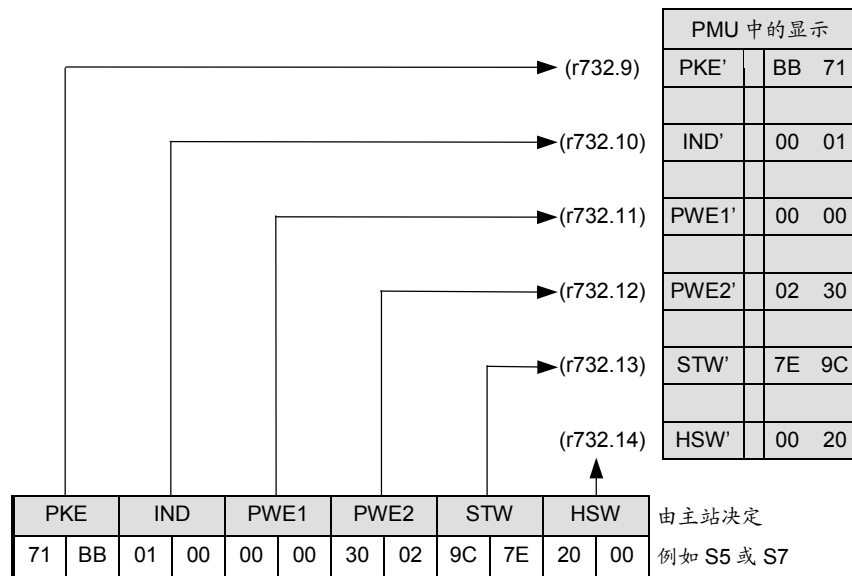 PMU 中的显示
(r732.9) PKE’ BB 71
(r732.10) IND’ 00 01
(r732.11) PWE1’ 00 00
(r732.12) PWE2’ 02 30
(r732.13) STW’ 7E 9C
(r732.14) HSW’ 00 20
PKE IND PWE1 PWE2 STW HSW 由主站决定
71 BB 01 00 00 00 30 02 9C 7E 20 00 例如 S5 或 S7